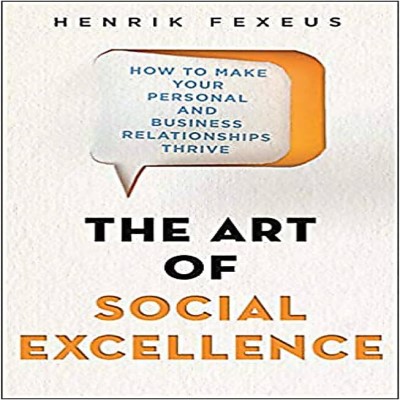 HENRIK FEXEUS
HOW TO MAKE
YOUR
PERSONAL
AND
BUSINESS
RELATIONSHIPS
THRIVE
THE ART
OF
SOCIAL
EXCELLENCE